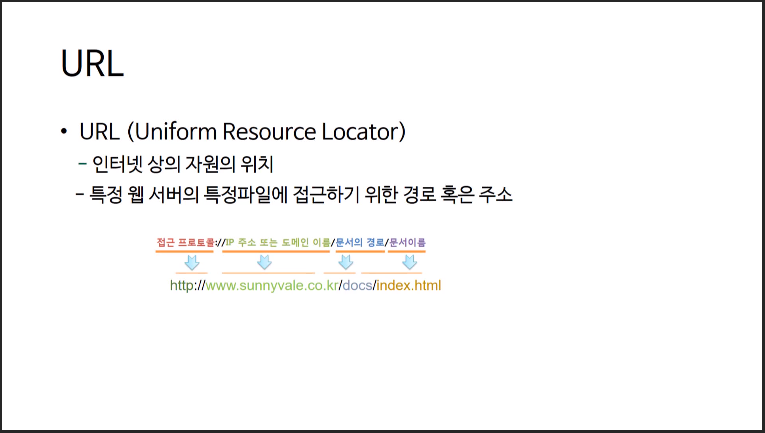 URL
• URL (Uniform Resource Locator)
– 인터넷 상의 자원의 위치
– 특정 웹 서버의 특정파일에 접근하기 위한 경로 혹은 주소
접근 프로토콜://IP 주소 또는 도메인 이름/문서의 경로/문서이름
http://www.sunnyvale.co.kr/docs/index.html